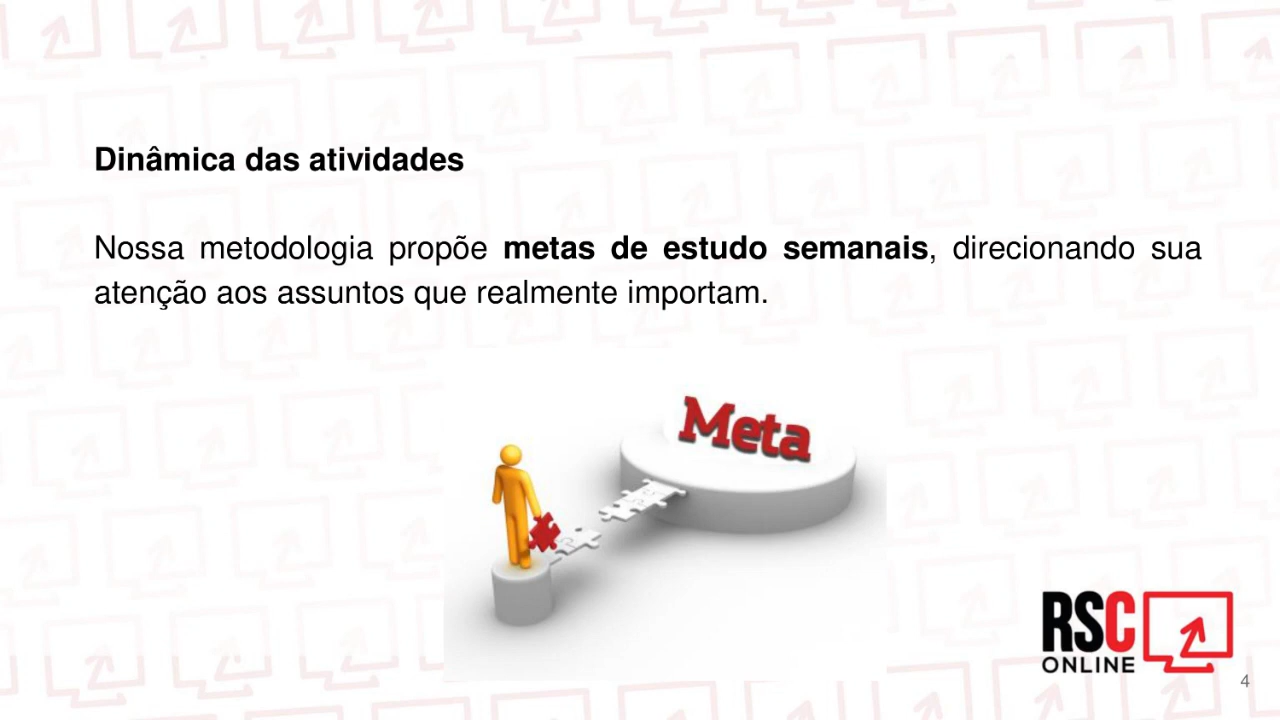 Dinâmica das atividades
Nossa metodologia propõe metas de estudo semanais, direcionando sua
atenção aos assuntos que realmente importam.
Meta
RSC
ONLINE
4